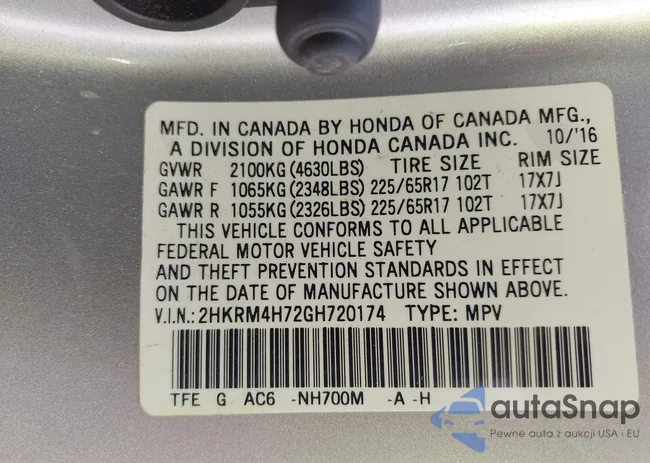 MFD. IN CANADA BY HONDA OF CANADA MFG.,
A DIVISION OF HONDA CANADA INC. 10/'16
GVWR 2100KG(4630LBS) TIRE SIZE RIM SIZE
GAWR F 1065KG(2348LBS) 225/65R17 102T 17X7J
GAWR R 1055KG(2326LBS) 225/65R17 102T 17X7J
THIS VEHICLE CONFORMS TO ALL APPLICABLE
FEDERAL MOTOR VEHICLE SAFETY
AND THEFT PREVENTION STANDARDS IN EFFECT
ON THE DATE OF MANUFACTURE SHOWN ABOVE.
V.I.N.:2HKRM4H72GH720174 TYPE: MPV
TFE G AC6 -NH700M -A -H
autaSnap
Pewne auta z aukcji USA i EU